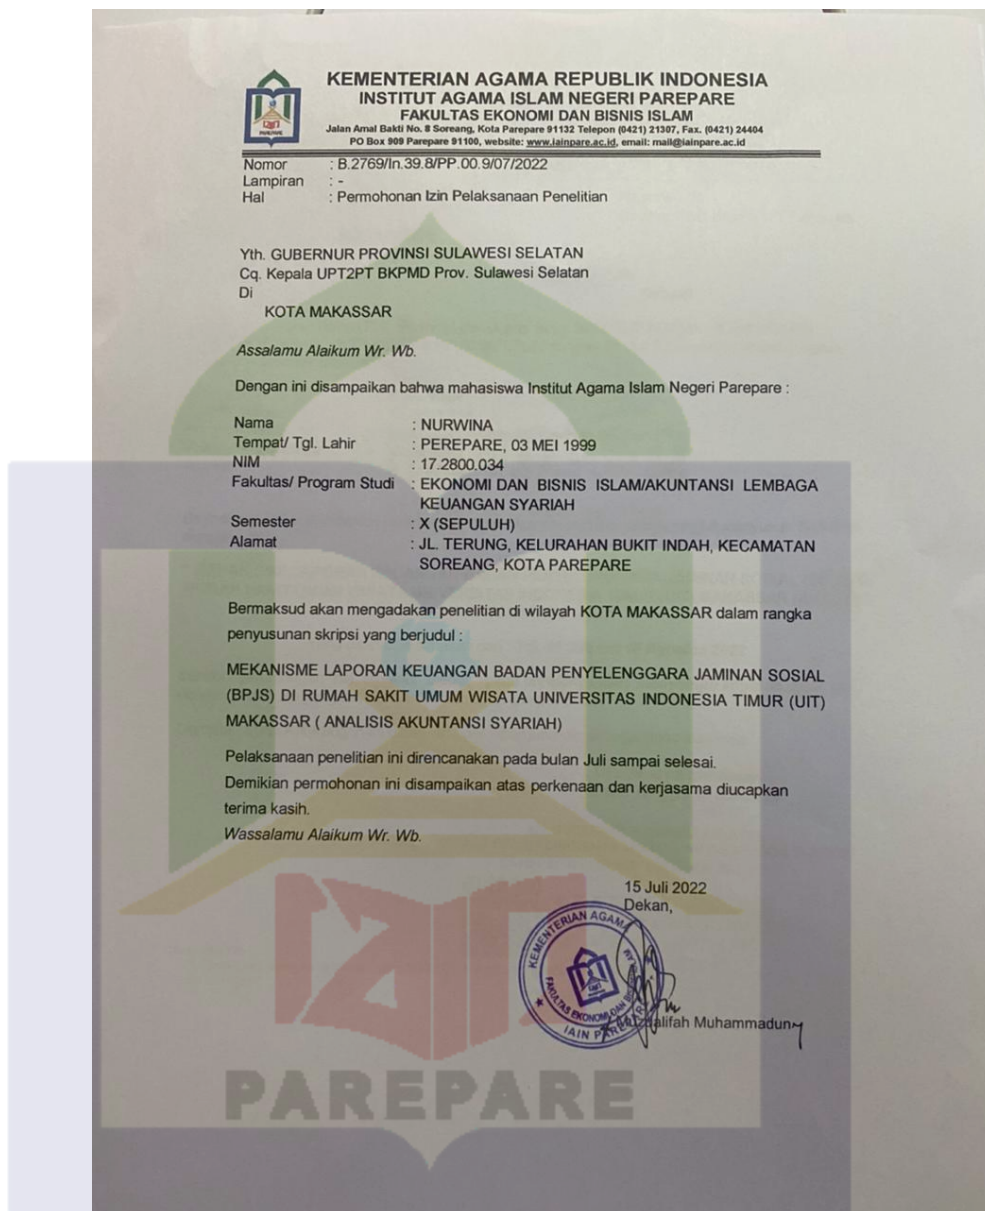 KEMENTERIAN AGAMA REPUBLIK INDONESIA
INSTITUT AGAMA ISLAM NEGERI PAREPARE
FAKULTAS EKONOMI DAN BISNIS ISLAM
Jalan Amal Bakti No. 8 Soreang, Kota Parepare 91132 Telepon (0421) 21307, Fax. (0421) 24404
PO Box 909 Parepare 91100, website: www.iainpare.ac.id, email: mail@iainpare.ac.id
Nomor : B.2769/In.39.8/PP.00.9/07/2022
Lampiran : -
Hal : Permohonan Izin Pelaksanaan Penelitian
Yth. GUBERNUR PROVINSI SULAWESI SELATAN
Cq. Kepala UPT2PT BKPMD Prov. Sulawesi Selatan
Di
KOTA MAKASSAR
Assalamu Alaikum Wr. Wb.
Dengan ini disampaikan bahwa mahasiswa Institut Agama Islam Negeri Parepare :
Nama : NURWINA
Tempat/ Tgl. Lahir : PEREPARE, 03 MEI 1999
NIM : 17.2800.034
Fakultas/ Program Studi : EKONOMI DAN BISNIS ISLAM/AKUNTANSI LEMBAGA
KEUANGAN SYARIAH
Semester : X (SEPULUH)
Alamat : JL. TERUNG, KELURAHAN BUKIT INDAH, KECAMATAN
SOREANG, KOTA PAREPARE
Bermaksud akan mengadakan penelitian di wilayah KOTA MAKASSAR dalam rangka
penyusunan skripsi yang berjudul :
MEKANISME LAPORAN KEUANGAN BADAN PENYELENGGARA JAMINAN SOSIAL
(BPJS) DI RUMAH SAKIT UMUM WISATA UNIVERSITAS INDONESIA TIMUR (UIT)
MAKASSAR ( ANALISIS AKUNTANSI SYARIAH)
Pelaksanaan penelitian ini direncanakan pada bulan Juli sampai selesai.
Demikian permohonan ini disampaikan atas perkenaan dan kerjasama diucapkan
terima kasih.
Wassalamu Alaikum Wr. Wb.
15 Juli 2022
Dekan,
KEMENTERIAN AGAMA
FAKULTAS EKONOMI DAN
IAIN
Muhammadun
PAREPARE